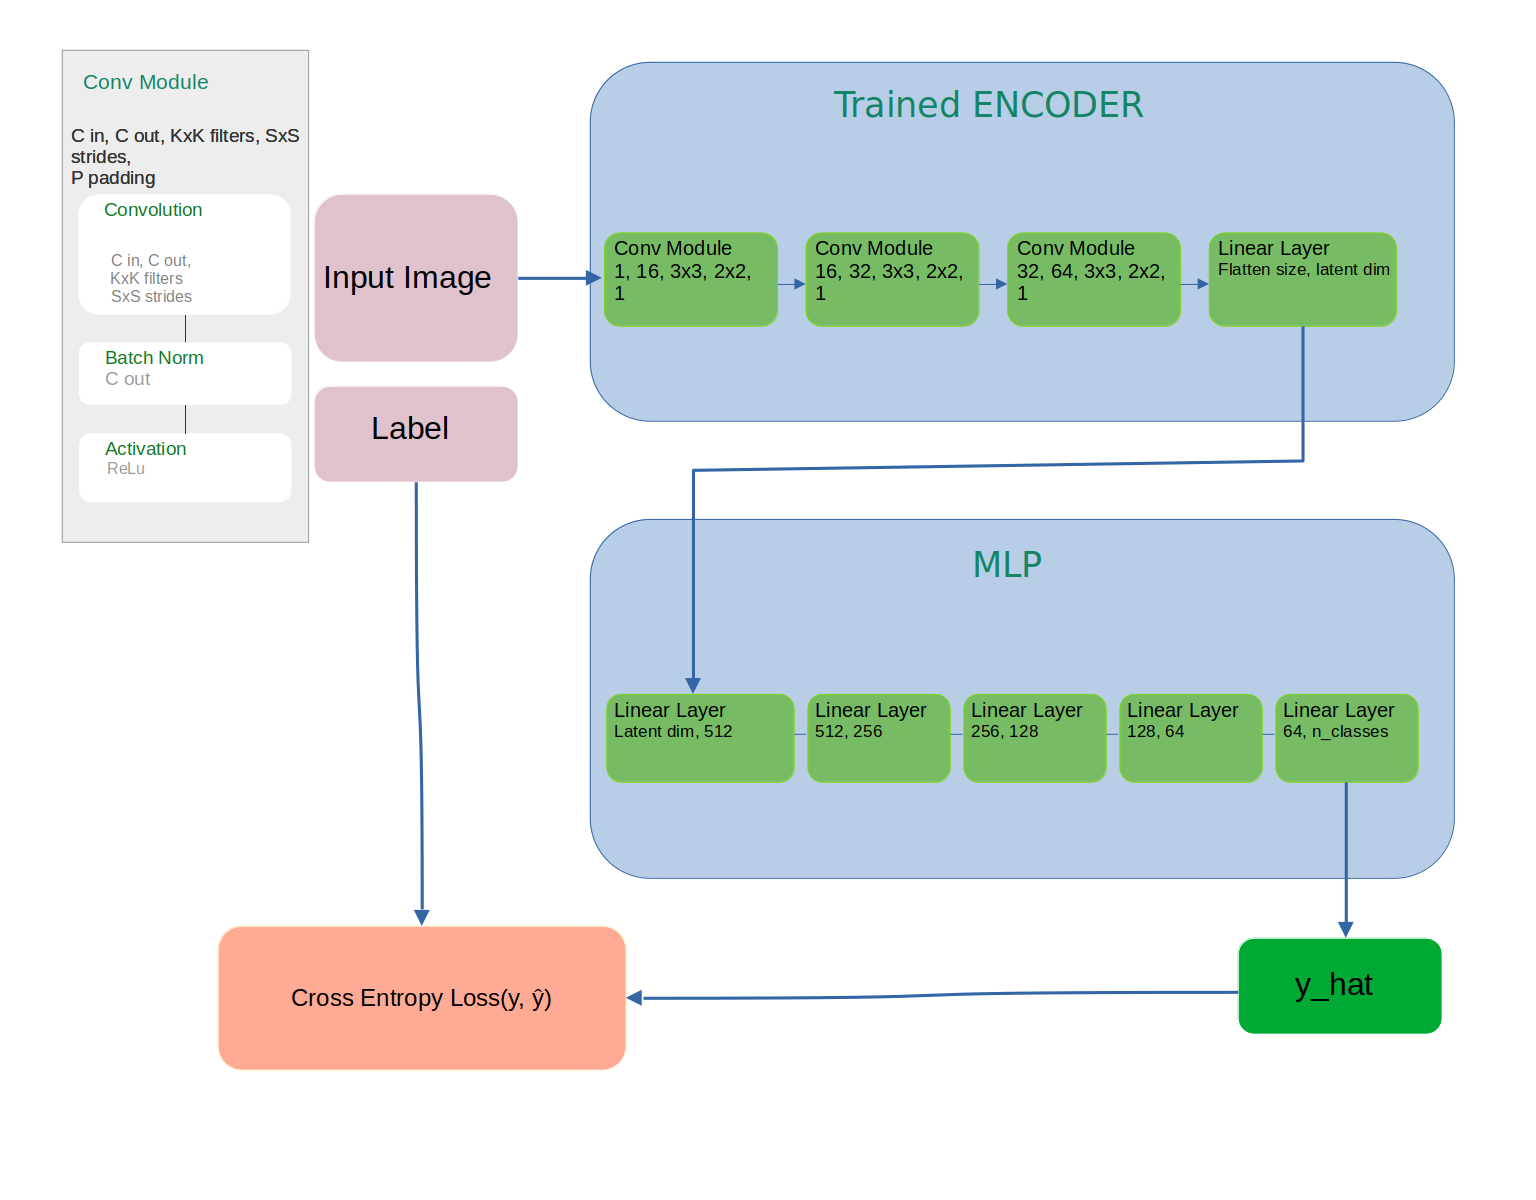 Conv Module
C in, C out, KxK filters, SxS
strides,
P padding
Convolution
C in, C out,
KxK filters
SxS strides
Batch Norm
C out
Activation
ReLu
Input Image
Label
Trained ENCODER
Conv Module
1, 16, 3x3, 2x2,
1
Conv Module
16, 32, 3x3, 2x2,
1
Conv Module
32, 64, 3x3, 2x2,
1
Linear Layer
Flatten size, latent dim
MLP
Linear Layer
Latent dim, 512
Linear Layer
512, 256
Linear Layer
256, 128
Linear Layer
128, 64
Linear Layer
64, n_classes
Cross Entropy Loss(y, ŷ)
y_hat